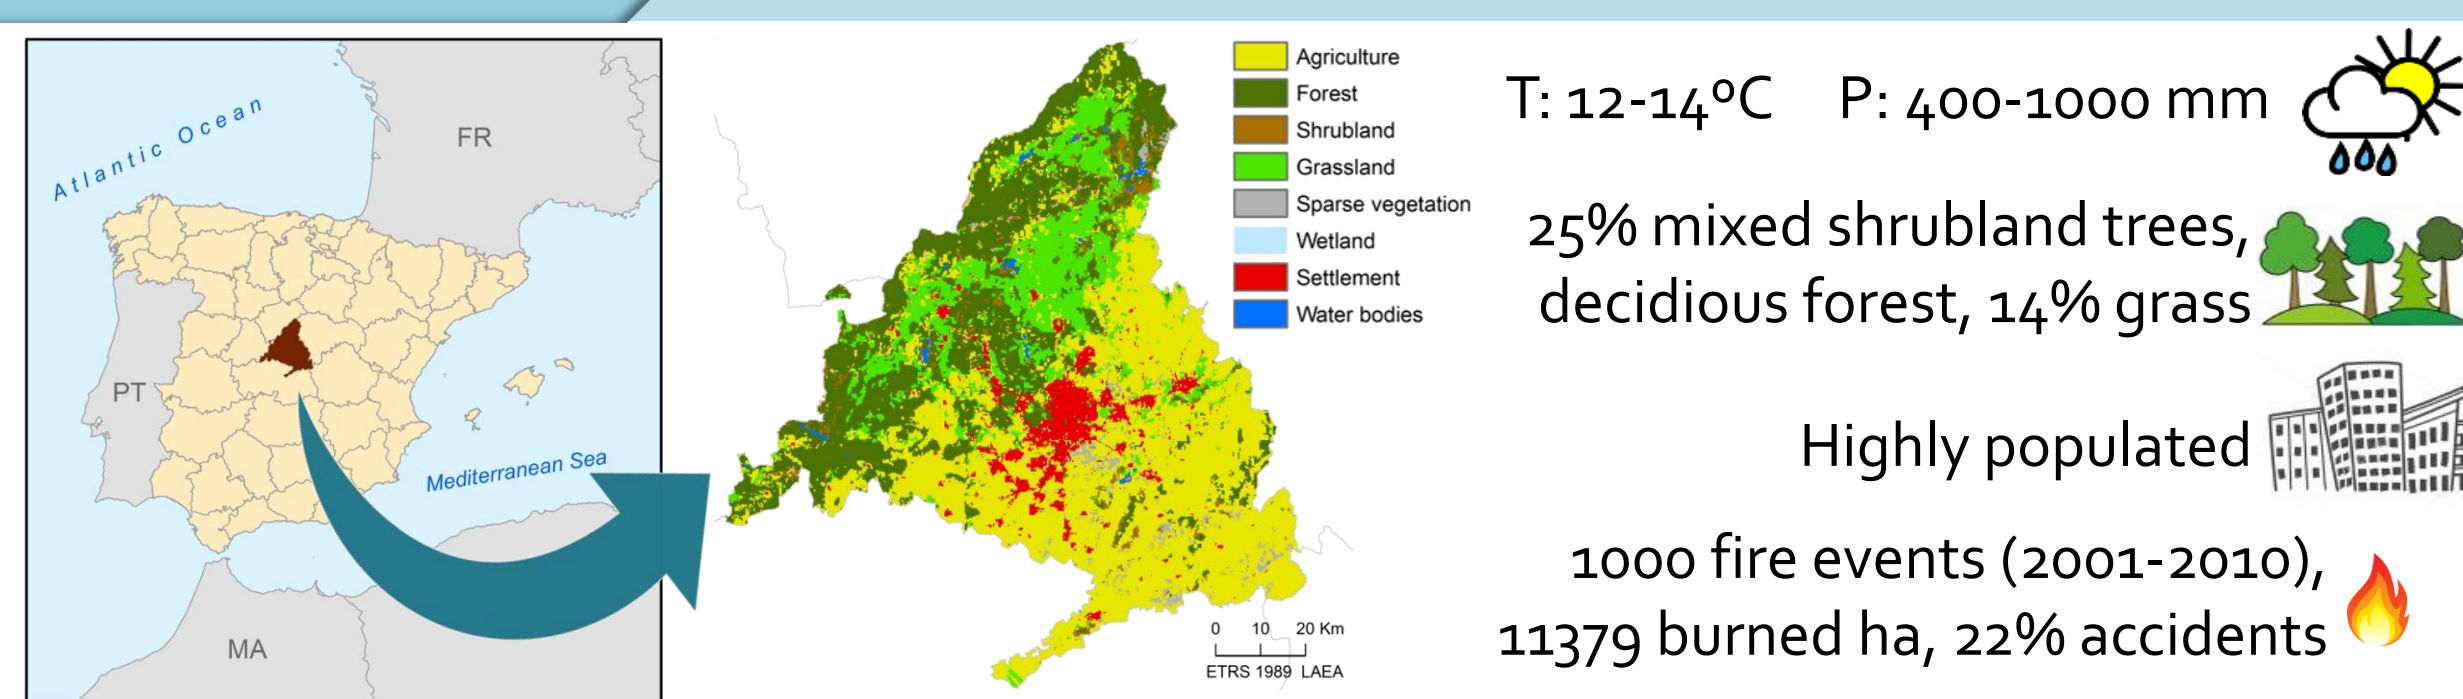 Atlantic Ocean
FR
PT
Mediterranean Sea
MA
Agriculture
Forest
Shrubland
Grassland
Sparse vegetation
Wetland
Settlement
Water bodies
0 10 20 Km
ETRS 1989 LAEA
T: 12-14ºC P: 400-1000 mm
25% mixed shrubland trees,
decidious forest, 14% grass
Highly populated
1000 fire events (2001-2010),
11379 burned ha, 22% accidents